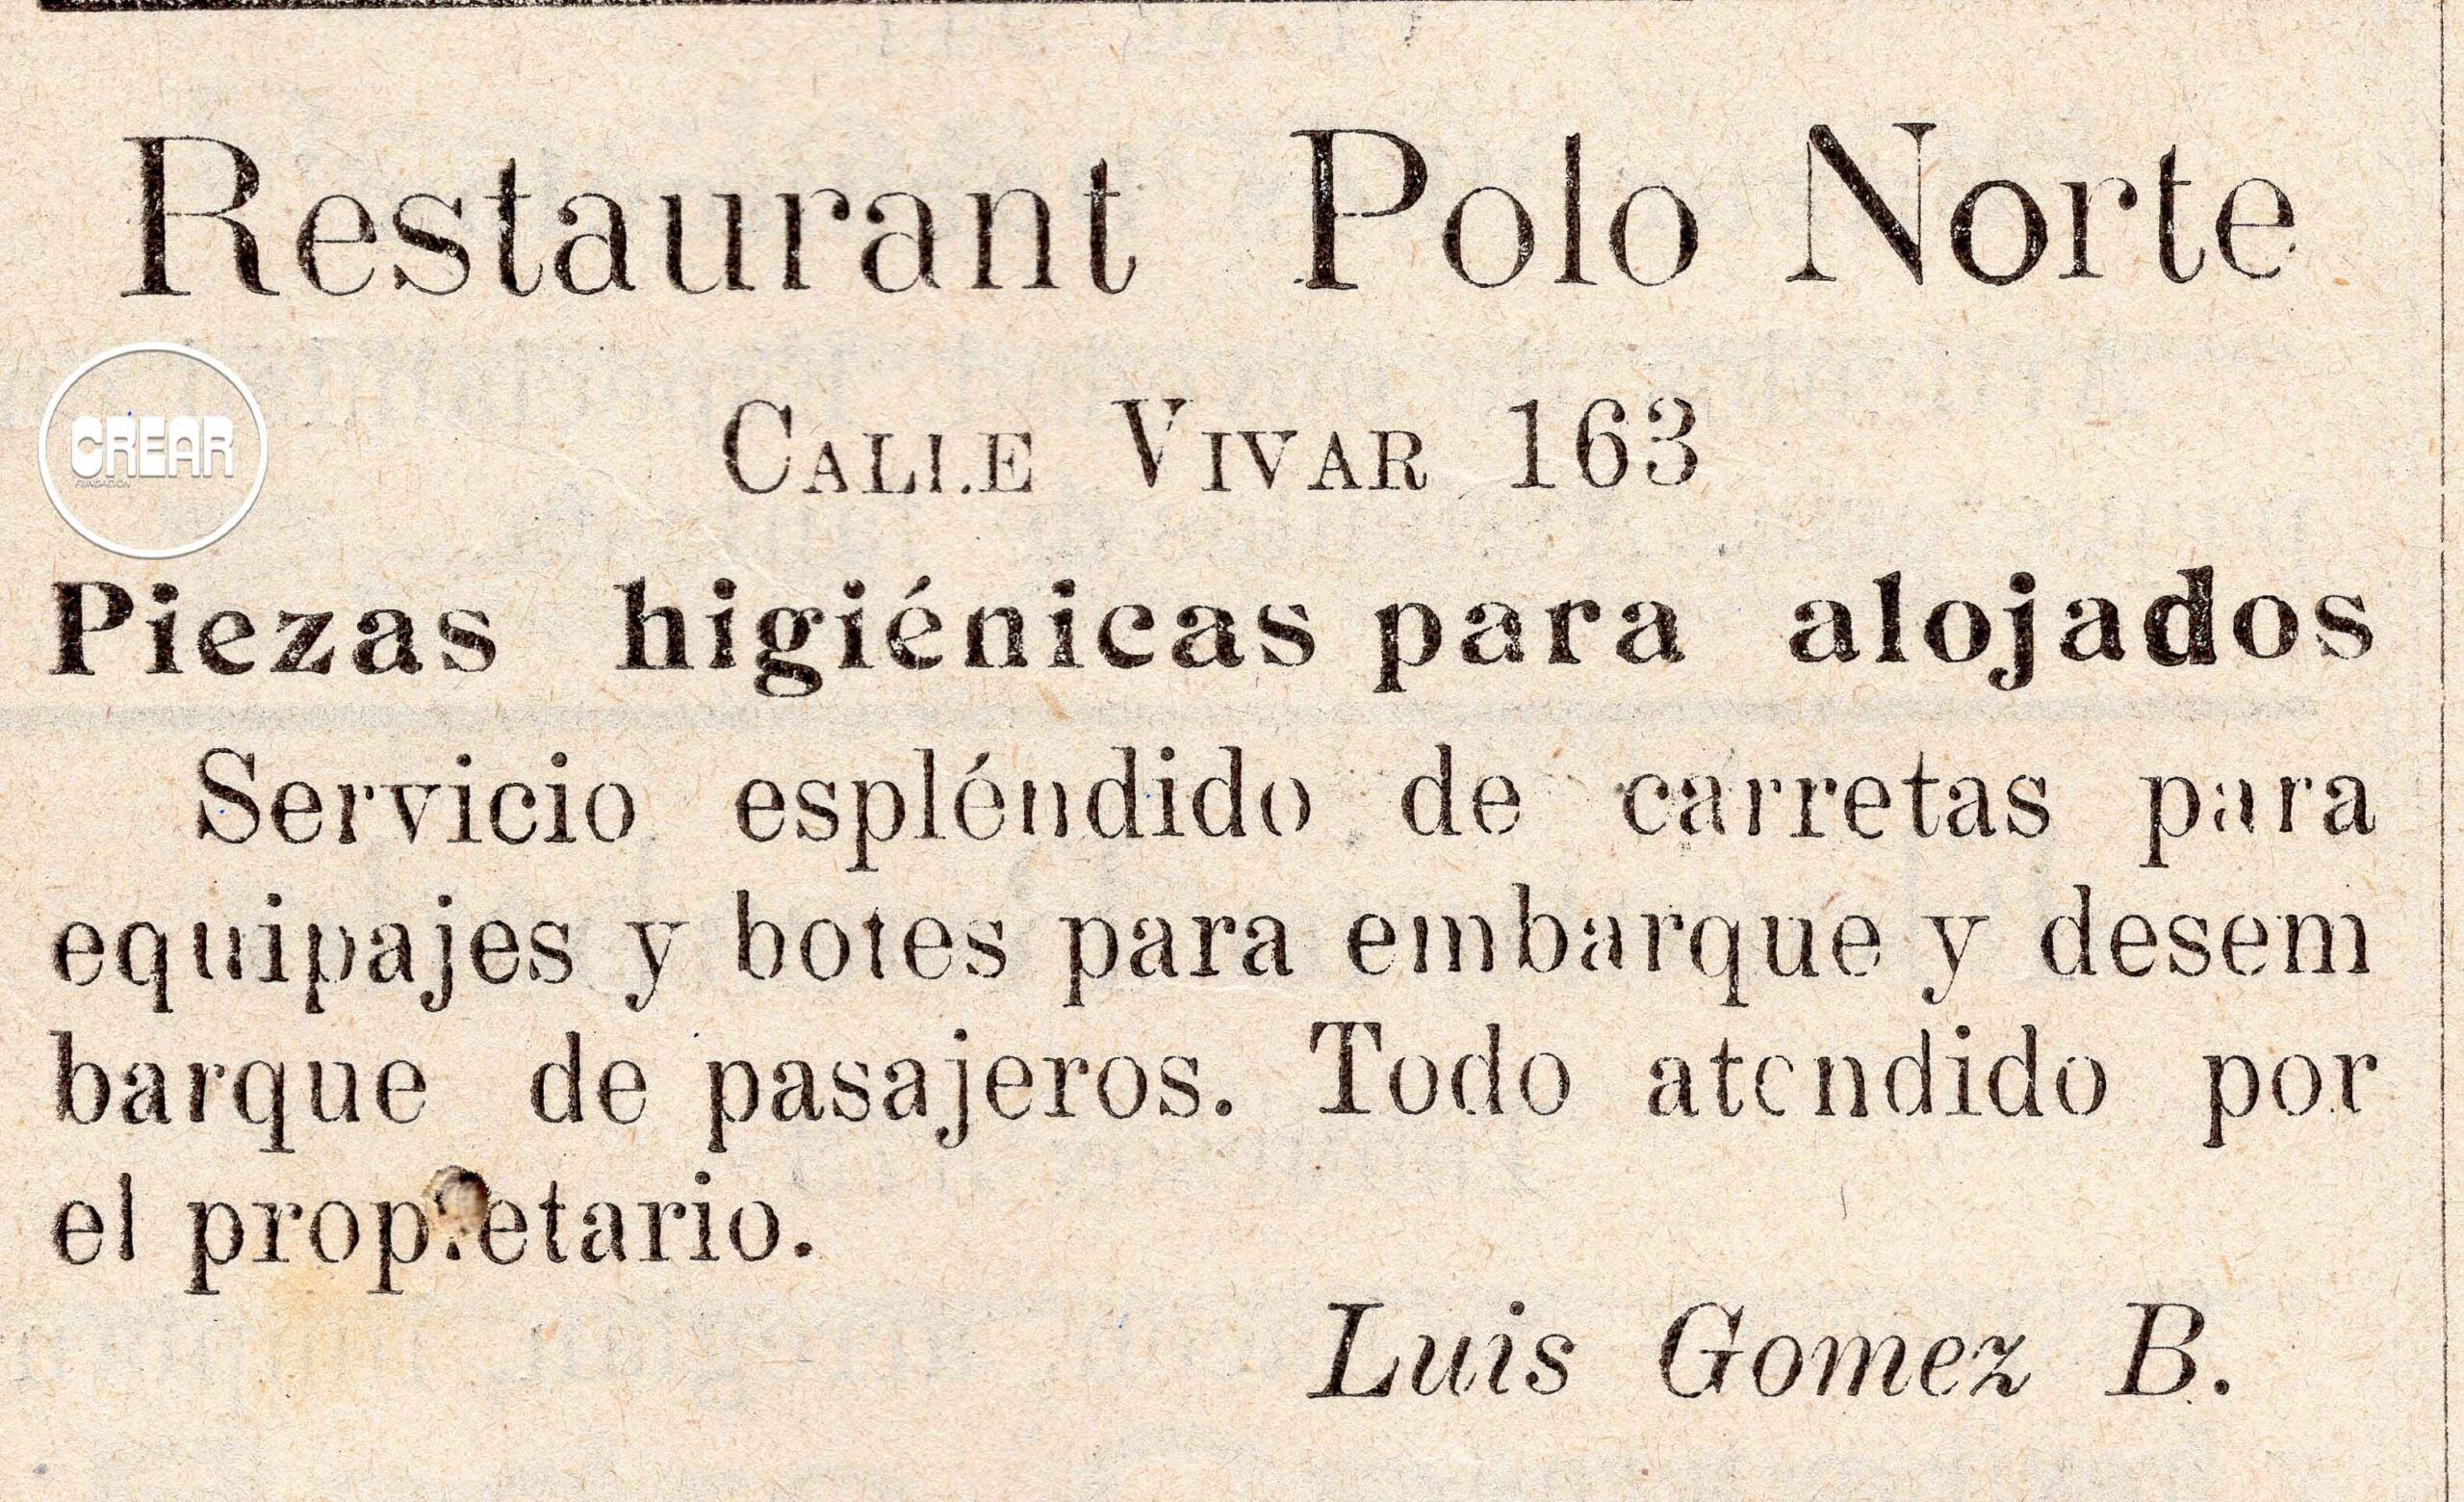 Restaurant Polo Norte
CALLE VIVAR 163
CREAR
FUNDACIÓN
Piezas higiénicas para alojados
Servicio espléndido de carretas para
equipajes y botes para embarque y desem
barque de pasajeros. Todo atendido por
el propietario.
Luis Gomez B.